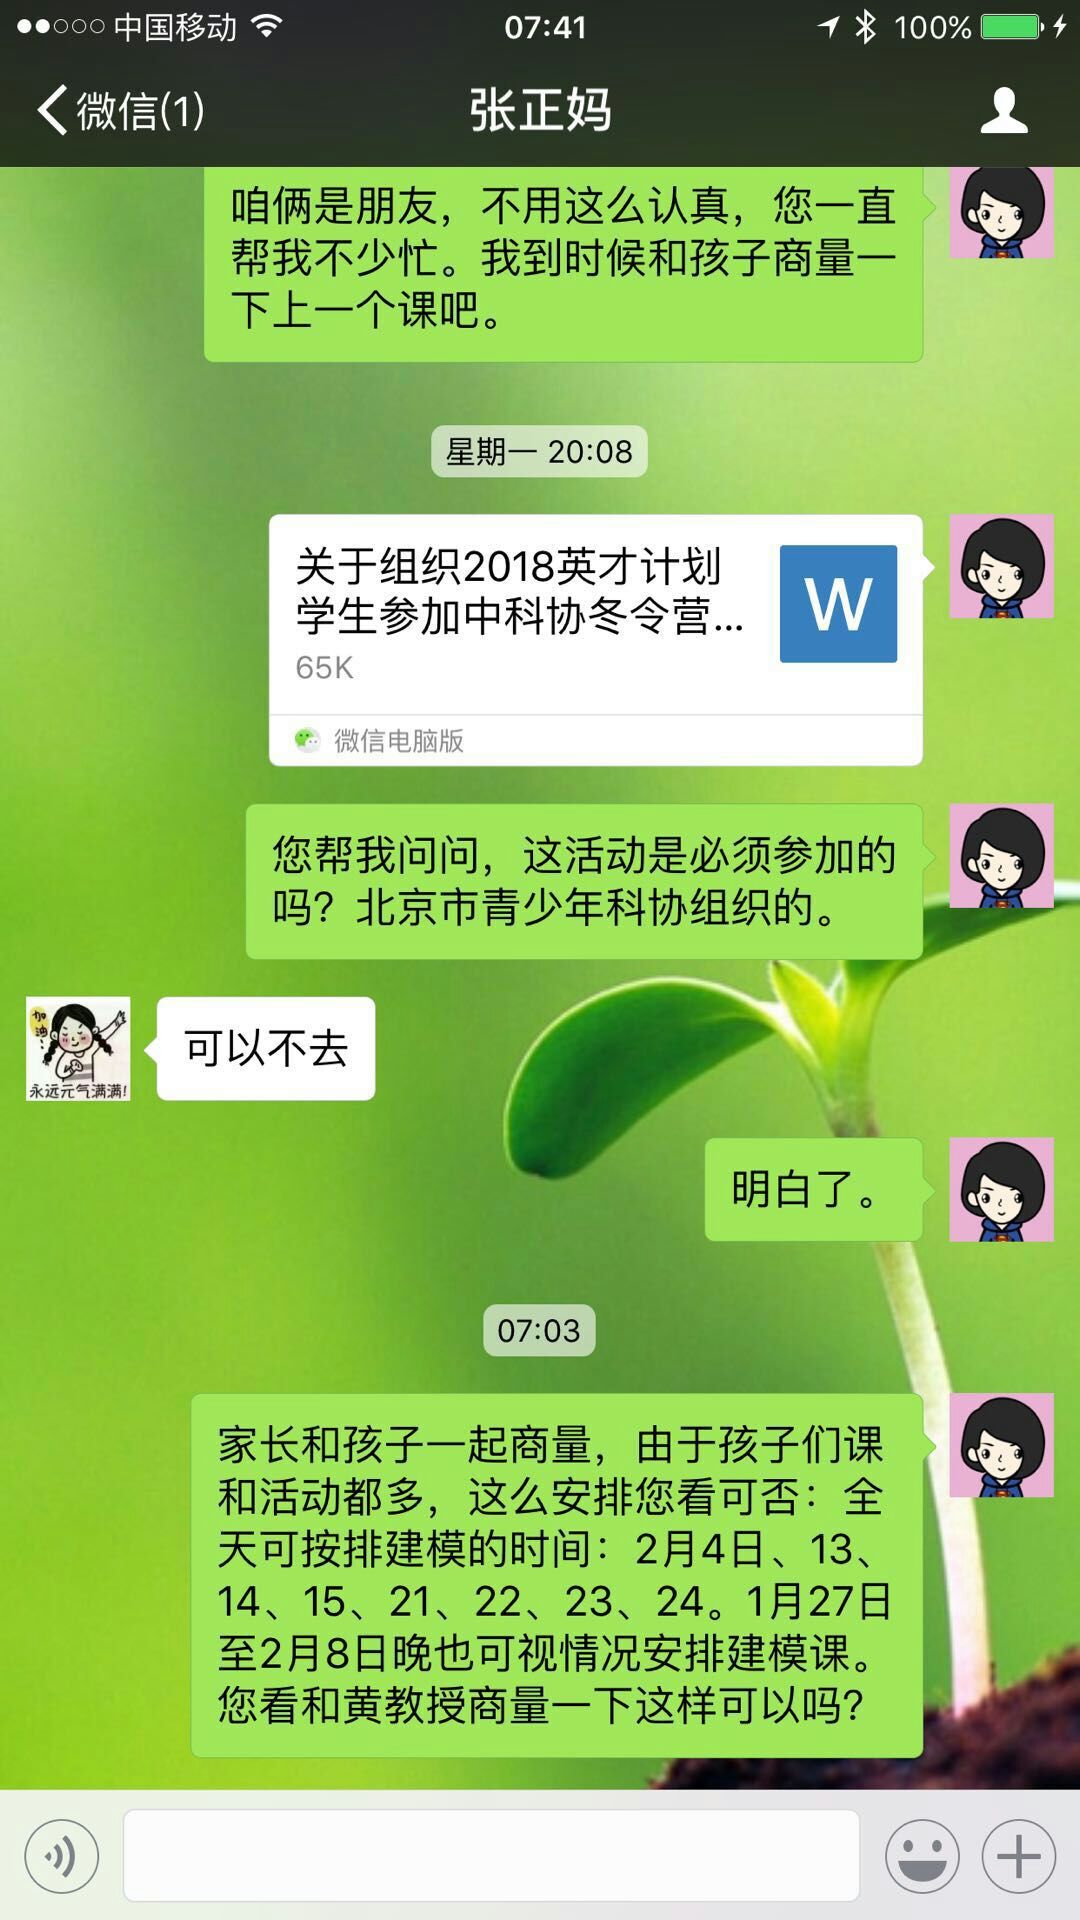 中国移动 07:41 100%
微信(1) 张正妈
咱俩是朋友，不用这么认真，您一直
帮我不少忙。我到时候和孩子商量一
下上一个课吧。
星期一 20:08
关于组织2018英才计划
学生参加中科协冬令营...
W
65K
微信电脑版
您帮我问问，这活动是必须参加的
吗？北京市青少年科协组织的。
加油!
永远元气满满!
可以不去
明白了。
07:03
家长和孩子一起商量，由于孩子们课
和活动都多，这么安排您看可否：全
天可按排建模的时间：2月4日、13、
14、15、21、22、23、24。1月27日
至2月8日晚也可视情况安排建模课。
您看和黄教授商量一下这样可以吗?